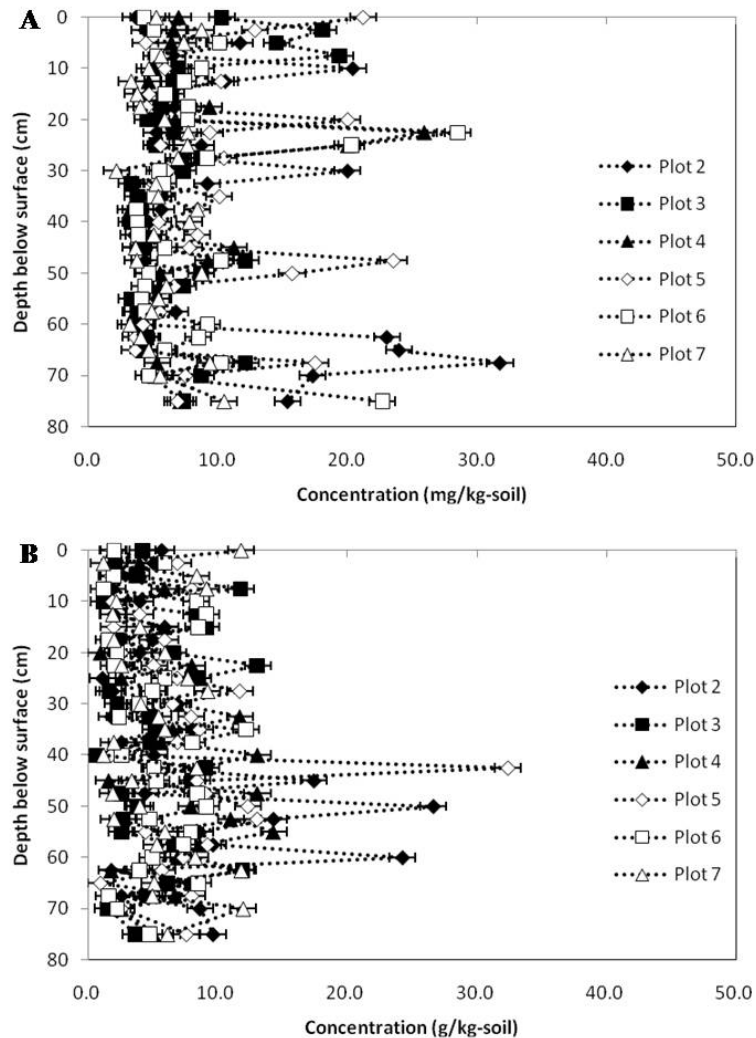 A
0
10
20
30
40
50
60
70
80
Depth below surface (cm)
Plot 2
Plot 3
Plot 4
Plot 5
Plot 6
Plot 7
0.0 10.0 20.0 30.0 40.0 50.0
Concentration (mg/kg-soil)
B
0
10
20
30
40
50
60
70
80
Depth below surface (cm)
Plot 2
Plot 3
Plot 4
Plot 5
Plot 6
Plot 7
0.0 10.0 20.0 30.0 40.0 50.0
Concentration (g/kg-soil)